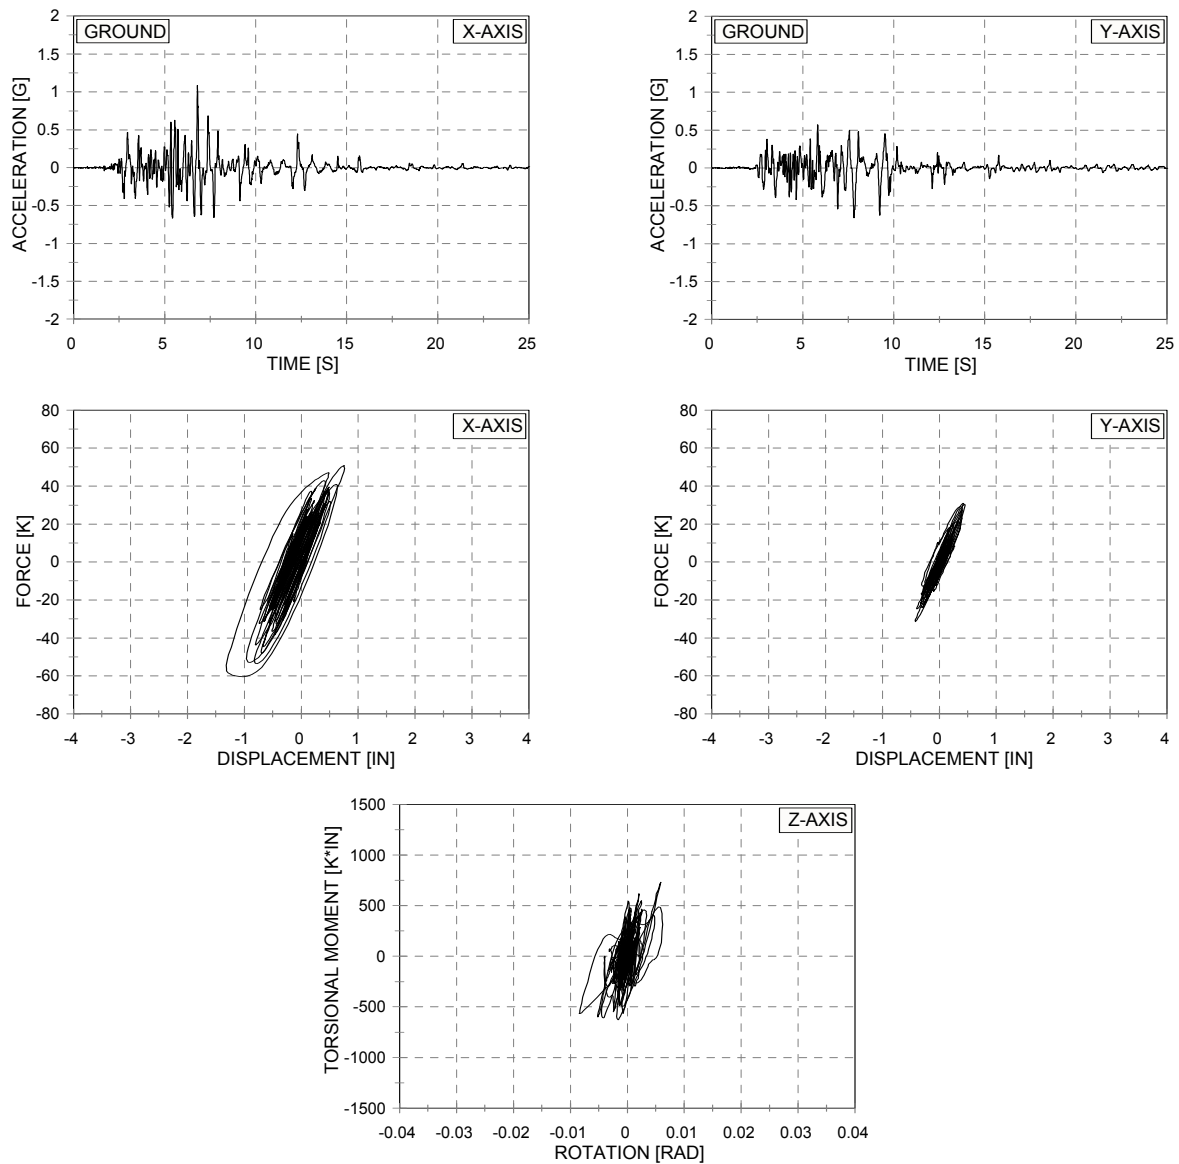 GROUND X-AXIS
2
1.5
1
0.5
0
-0.5
-1
-1.5
-2
ACCELERATION [G]
0 5 10 15 20 25
TIME [S]
GROUND Y-AXIS
2
1.5
1
0.5
0
-0.5
-1
-1.5
-2
ACCELERATION [G]
0 5 10 15 20 25
TIME [S]
X-AXIS
80
60
40
20
0
-20
-40
-60
-80
FORCE [K]
-4 -3 -2 -1 0 1 2 3 4
DISPLACEMENT [IN]
Y-AXIS
80
60
40
20
0
-20
-40
-60
-80
FORCE [K]
-4 -3 -2 -1 0 1 2 3 4
DISPLACEMENT [IN]
Z-AXIS
1500
1000
500
0
-500
-1000
-1500
TORSIONAL MOMENT [K*IN]
-0.04 -0.03 -0.02 -0.01 0 0.01 0.02 0.03 0.04
ROTATION [RAD]